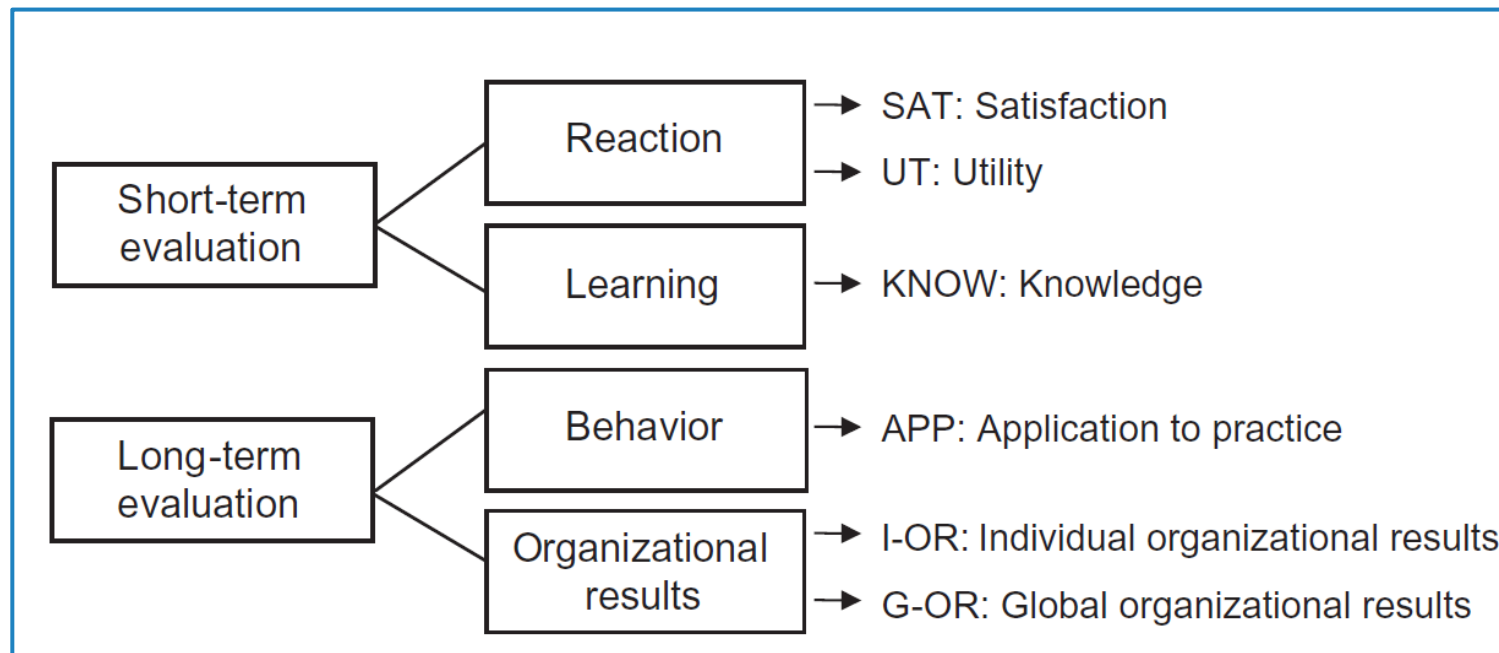 Short-term
evaluation
Reaction
SAT: Satisfaction
UT: Utility
Learning
KNOW: Knowledge
Long-term
evaluation
Behavior
APP: Application to practice
Organizational
results
I-OR: Individual organizational results
G-OR: Global organizational results